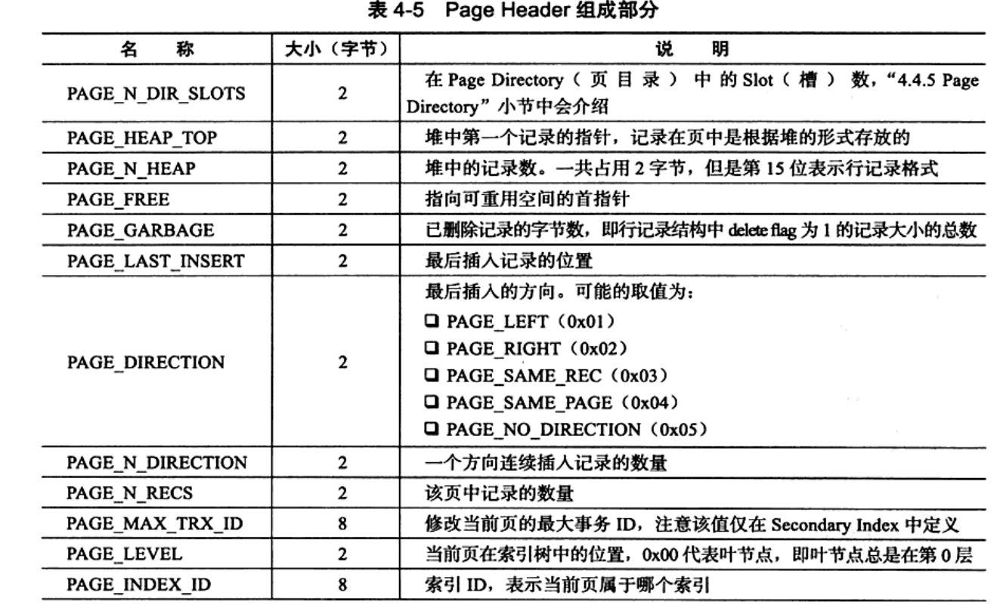 表 4-5 Page Header 组成部分
名 称 大小（字节） 说 明
PAGE_N_DIR_SLOTS 2 在 Page Directory（页目录）中的 Slot（槽）数，“4.4.5 Page
Directory”小节中会介绍
PAGE_HEAP_TOP 2 堆中第一个记录的指针，记录在页中是根据堆的形式存放的
PAGE_N_HEAP 2 堆中的记录数。一共占用 2 字节，但是第 15 位表示行记录格式
PAGE_FREE 2 指向可重用空间的首指针
PAGE_GARBAGE 2 已删除记录的字节数，即行记录结构中 delete flag 为 1 的记录大小的总数
PAGE_LAST_INSERT 2 最后插入记录的位置
PAGE_DIRECTION 2 最后插入的方向。可能的取值为：
❑ PAGE_LEFT（0x01）
❑ PAGE_RIGHT（0x02）
❑ PAGE_SAME_REC（0x03）
❑ PAGE_SAME_PAGE（0x04）
❑ PAGE_NO_DIRECTION（0x05）
PAGE_N_DIRECTION 2 一个方向连续插入记录的数量
PAGE_N_RECS 2 该页中记录的数量
PAGE_MAX_TRX_ID 8 修改当前页的最大事务 ID，注意该值仅在 Secondary Index 中定义
PAGE_LEVEL 2 当前页在索引树中的位置，0x00 代表叶节点，即叶节点总是在第 0 层
PAGE_INDEX_ID 8 索引 ID，表示当前页属于哪个索引